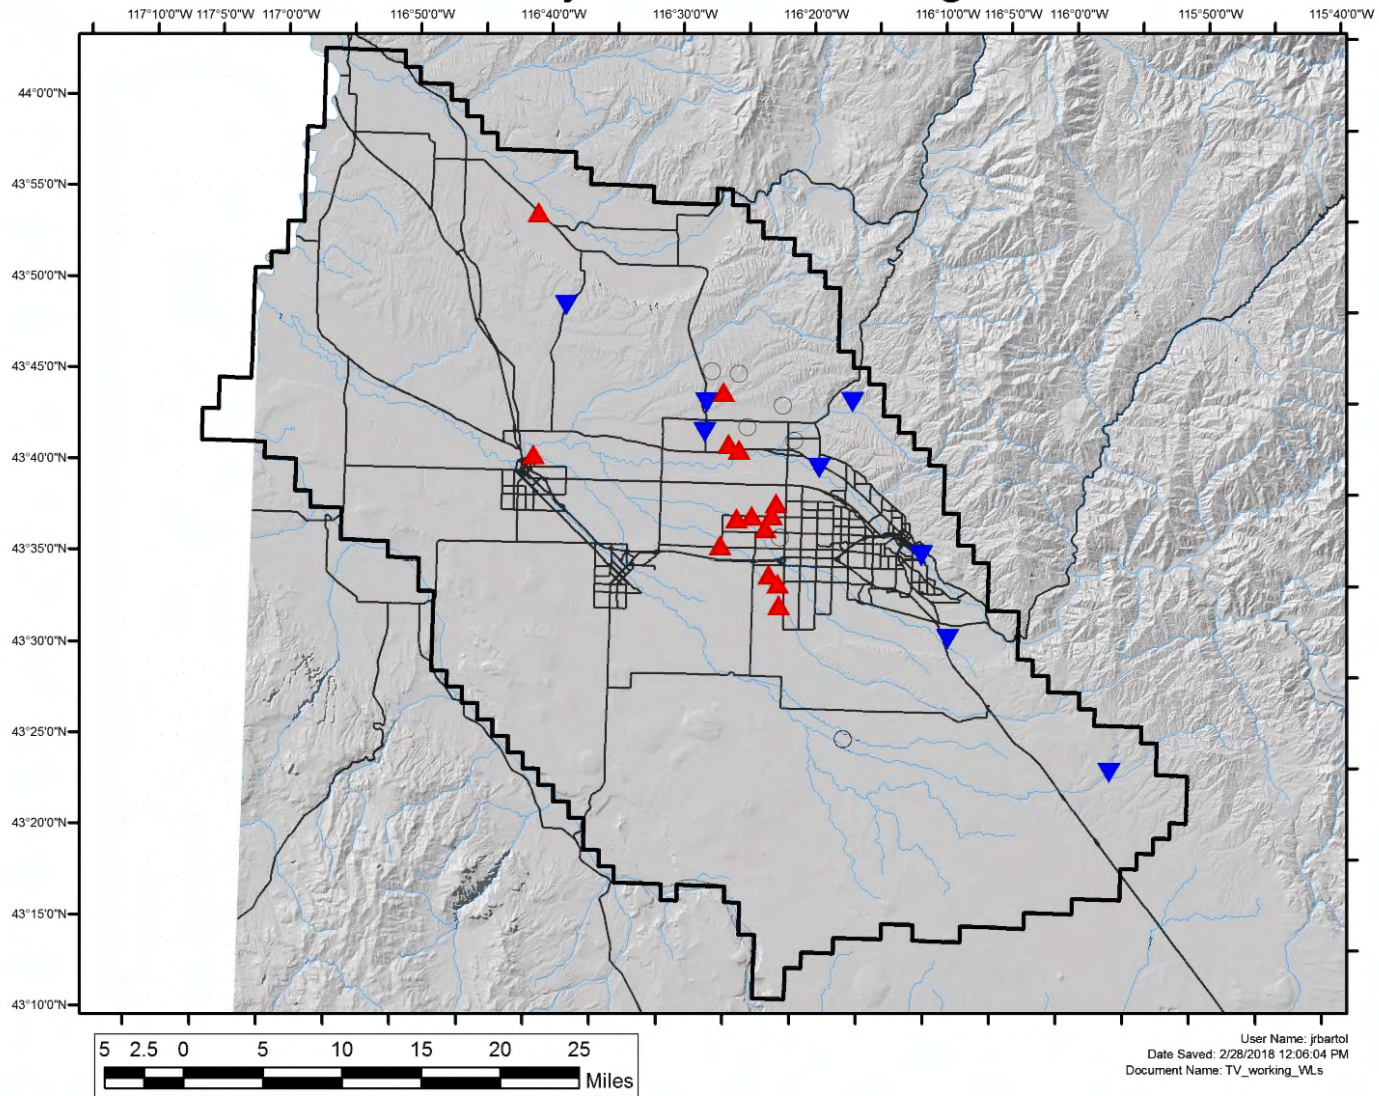 117°10'0"W 117°5'0"W 117°0'0"W 116°50'0"W 116°40'0"W 116°30'0"W 116°20'0"W 116°10'0"W 116°5'0"W 116°0'0"W 115°50'0"W 115°40'0"W
44°0'0"N
43°55'0"N
43°50'0"N
43°45'0"N
43°40'0"N
43°35'0"N
43°30'0"N
43°25'0"N
43°20'0"N
43°15'0"N
43°10'0"N
5 2.5 0 5 10 15 20 25
Miles
User Name: jrbartol
Date Saved: 2/28/2018 12:06:04 PM
Document Name: TV_working_WLs